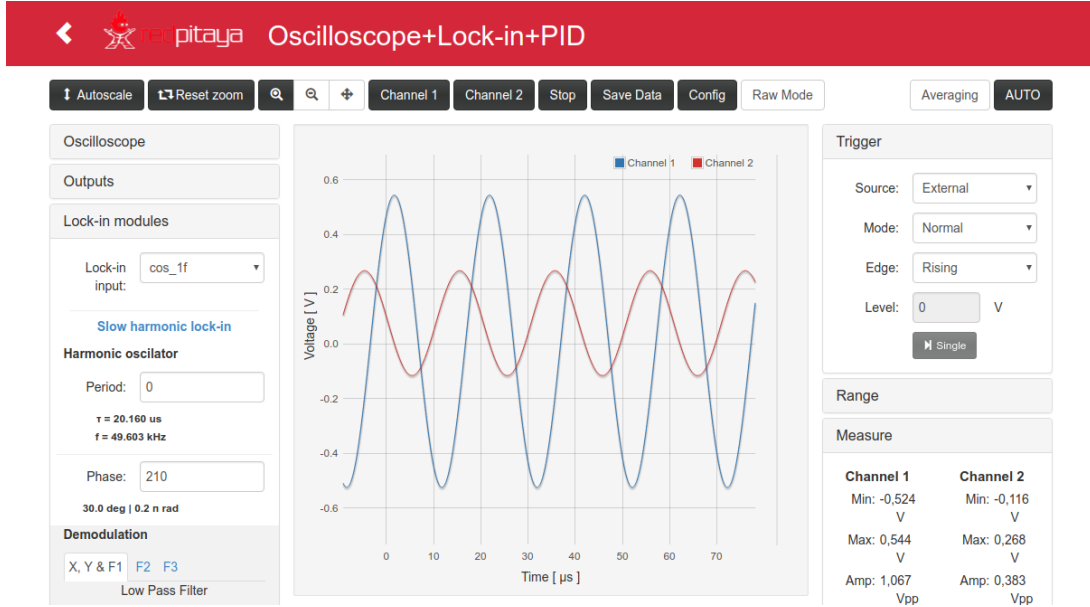 redpitaya Oscilloscope+Lock-in+PID
Autoscale Reset zoom Channel 1 Channel 2 Stop Save Data Config Raw Mode Averaging AUTO
Oscilloscope
Outputs
Lock-in modules
Lock-in
input:
cos_1f
Slow harmonic lock-in
Harmonic oscilator
Period: 0
τ = 20.160 us
f = 49.603 kHz
Phase: 210
30.0 deg | 0.2 π rad
Demodulation
X, Y & F1 F2 F3
Low Pass Filter
Channel 1 Channel 2
0.6
0.4
0.2
0.0
-0.2
-0.4
-0.6
Voltage [ V ]
0 10 20 30 40 50 60 70
Time [ µs ]
Trigger
Source: External
Mode: Normal
Edge: Rising
Level: 0 V
Single
Range
Measure
Channel 1 Channel 2
Min: -0,524 Min: -0,116
V V
Max: 0,544 Max: 0,268
V V
Amp: 1,067 Amp: 0,383
Vpp Vpp